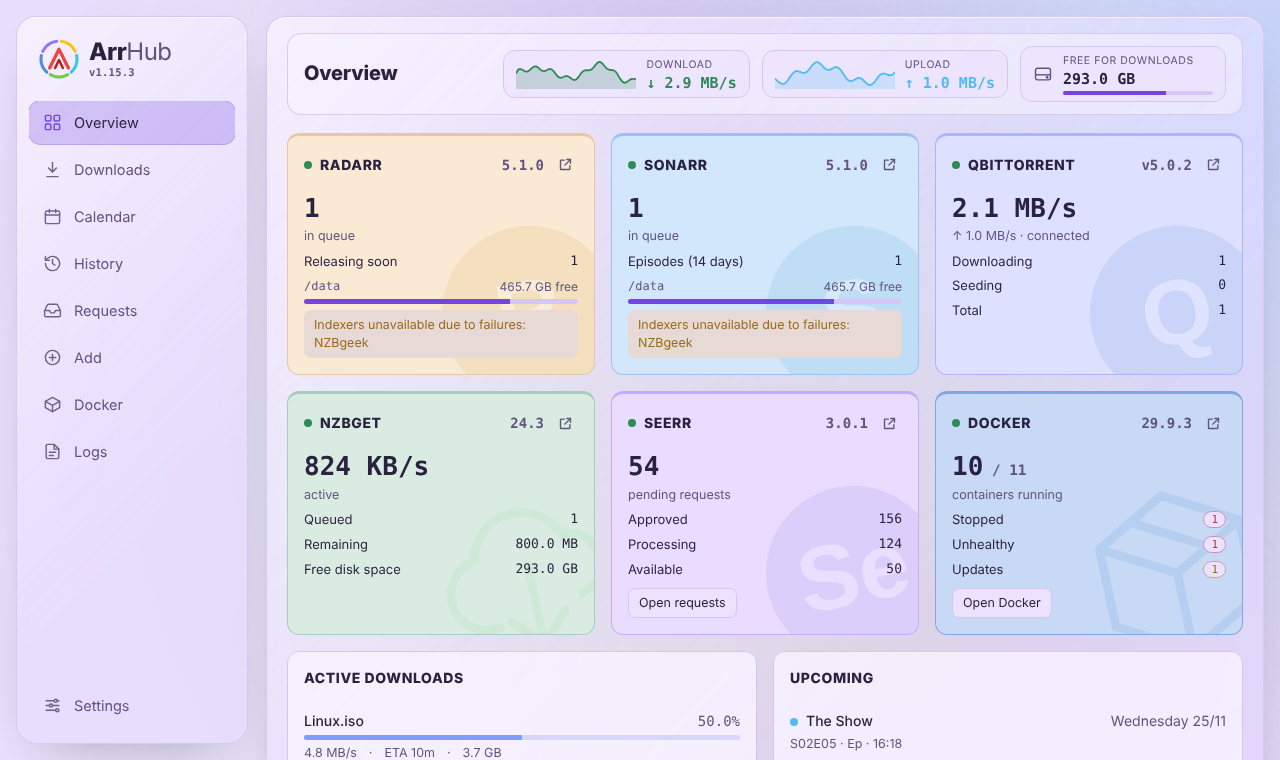 ArrHub
v1.15.3
Overview
Downloads
Calendar
History
Requests
Add
Docker
Logs
Settings
Overview
DOWNLOAD
↓ 2.9 MB/s
UPLOAD
↑ 1.0 MB/s
FREE FOR DOWNLOADS
293.0 GB
RADARR 5.1.0
1
in queue
Releasing soon 1
/data 465.7 GB free
Indexers unavailable due to failures:
NZBgeek
SONARR 5.1.0
1
in queue
Episodes (14 days) 1
/data 465.7 GB free
Indexers unavailable due to failures:
NZBgeek
QBITTORRENT v5.0.2
2.1 MB/s
↑ 1.0 MB/s · connected
Downloading 1
Seeding 0
Total 1
Q
NZBGET 24.3
824 KB/s
active
Queued 1
Remaining 800.0 MB
Free disk space 293.0 GB
SEERR 3.0.1
54
pending requests
Approved 156
Processing 124
Available 50
Se
Open requests
DOCKER 29.9.3
10 / 11
containers running
Stopped 1
Unhealthy 1
Updates 1
Open Docker
ACTIVE DOWNLOADS
Linux.iso 50.0%
4.8 MB/s · ETA 10m · 3.7 GB
UPCOMING
The Show Wednesday 25/11
S02E05 · Ep · 16:18